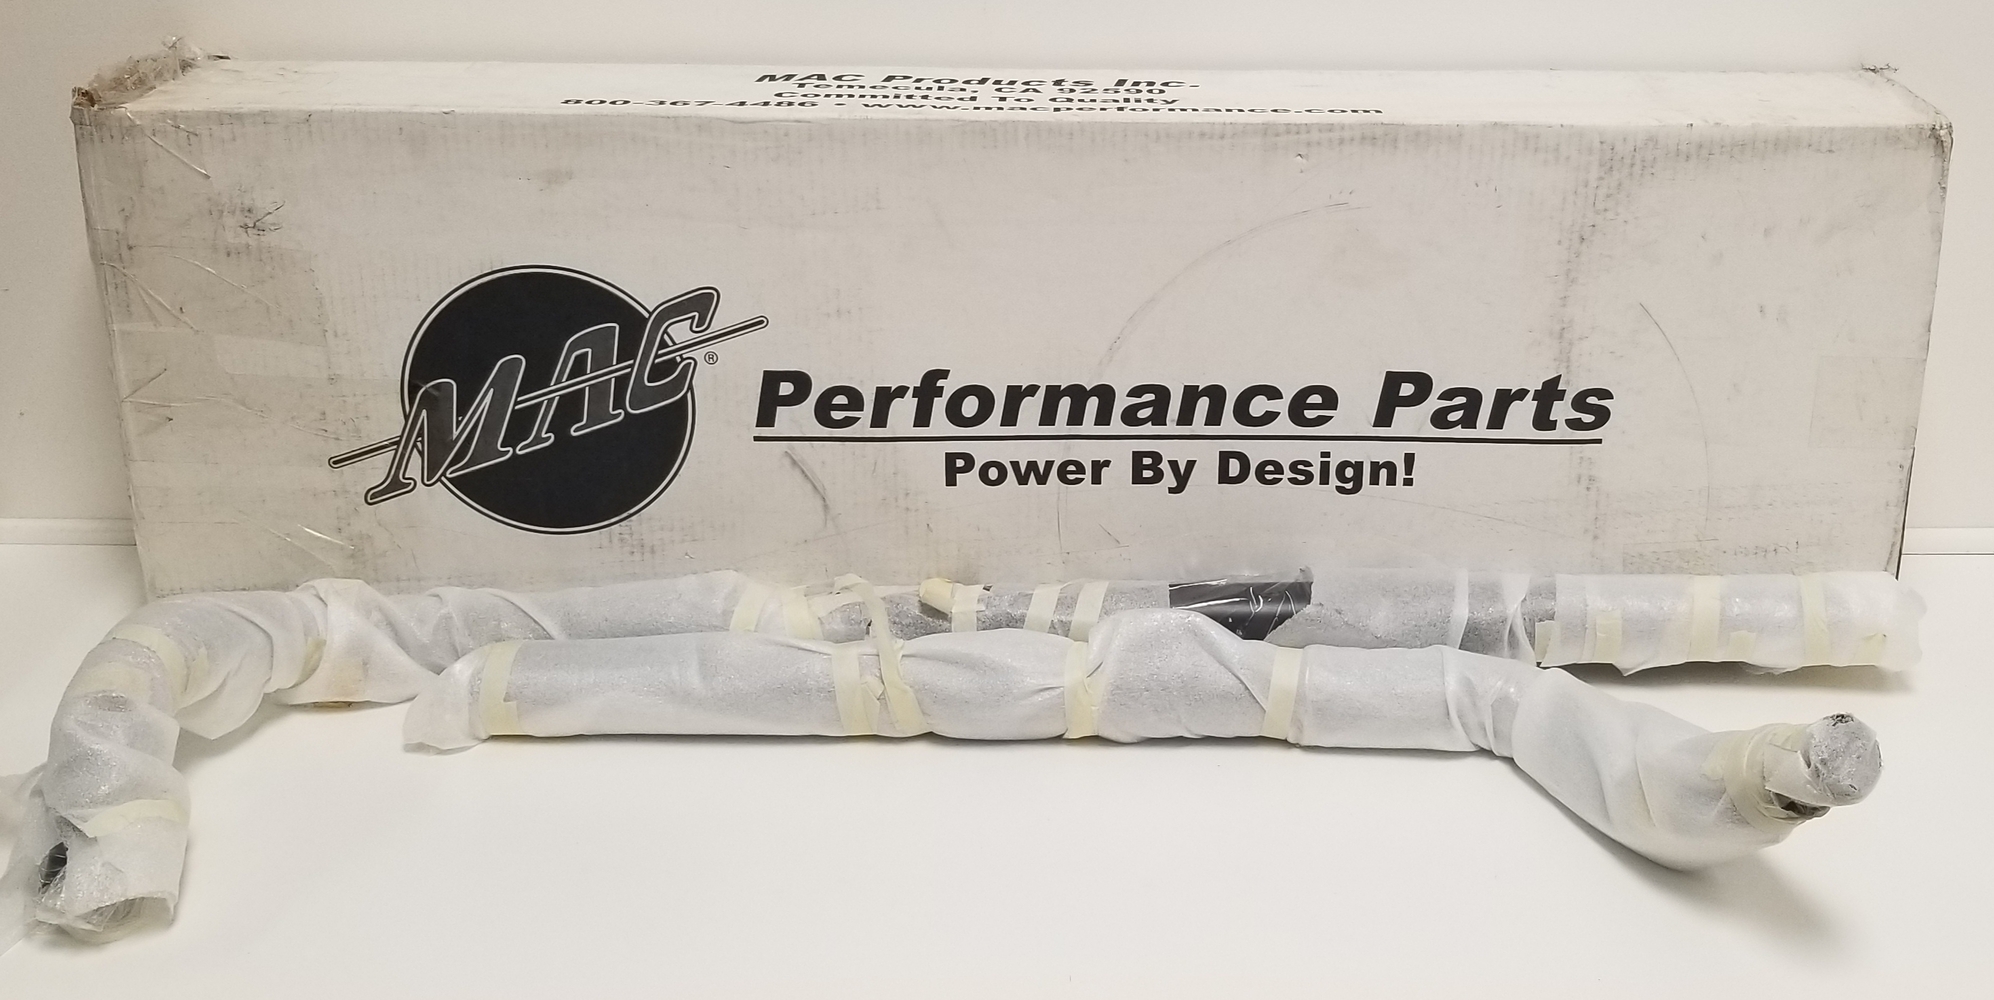 MAC Products Inc.
Temecula, CA 92590
Committed To Quality
800-367-4486 • www.macperformance.com
MAC®
Performance Parts
Power By Design!